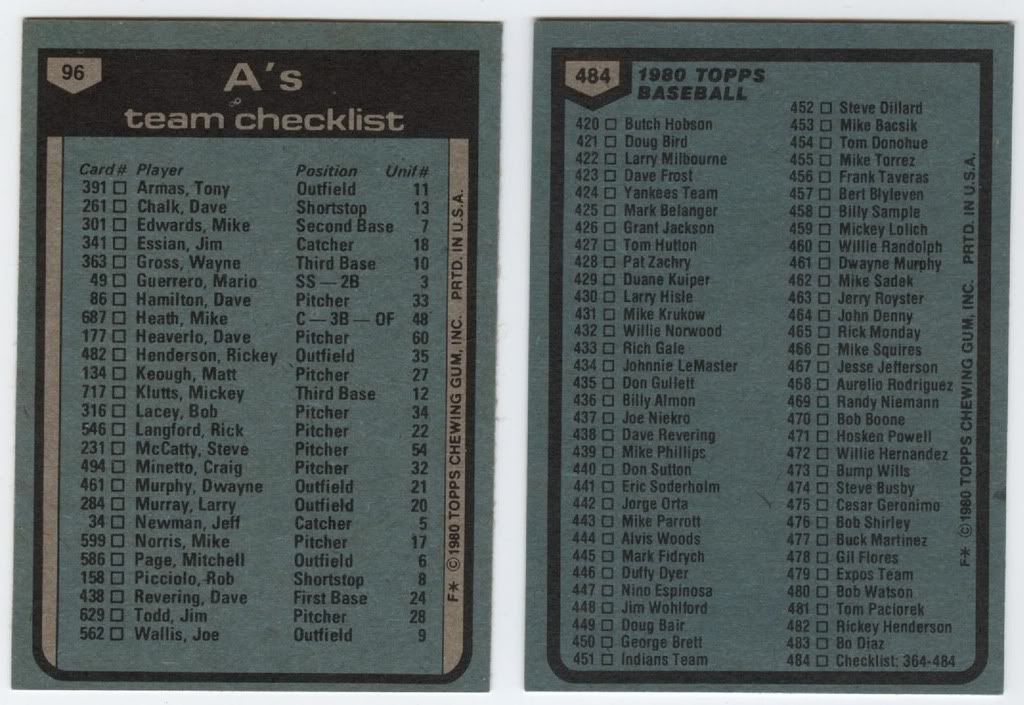 96
A's
team checklist
Card # Player Position Unif #
391 Armas, Tony Outfield 11
261 Chalk, Dave Shortstop 13
301 Edwards, Mike Second Base 7
341 Essian, Jim Catcher 18
363 Gross, Wayne Third Base 10
49 Guerrero, Mario SS — 2B 3
86 Hamilton, Dave Pitcher 33
687 Heath, Mike C — 3B — OF 48
177 Heaverlo, Dave Pitcher 60
482 Henderson, Rickey Outfield 35
134 Keough, Matt Pitcher 27
717 Klutts, Mickey Third Base 12
316 Lacey, Bob Pitcher 34
546 Langford, Rick Pitcher 22
231 McCatty, Steve Pitcher 54
494 Minetto, Craig Pitcher 32
461 Murphy, Dwayne Outfield 21
284 Murray, Larry Outfield 20
34 Newman, Jeff Catcher 5
599 Norris, Mike Pitcher 17
586 Page, Mitchell Outfield 6
158 Picciolo, Rob Shortstop 8
438 Revering, Dave First Base 24
629 Todd, Jim Pitcher 28
562 Wallis, Joe Outfield 9
F* ©1980 TOPPS CHEWING GUM, INC. PRTD. IN U.S.A.
484
1980 TOPPS
BASEBALL
420 Butch Hobson
421 Doug Bird
422 Larry Milbourne
423 Dave Frost
424 Yankees Team
425 Mark Belanger
426 Grant Jackson
427 Tom Hutton
428 Pat Zachry
429 Duane Kuiper
430 Larry Hisle
431 Mike Krukow
432 Willie Norwood
433 Rich Gale
434 Johnnie LeMaster
435 Don Gullett
436 Billy Almon
437 Joe Niekro
438 Dave Revering
439 Mike Phillips
440 Don Sutton
441 Eric Soderholm
442 Jorge Orta
443 Mike Parrott
444 Alvis Woods
445 Mark Fidrych
446 Duffy Dyer
447 Nino Espinosa
448 Jim Wohlford
449 Doug Bair
450 George Brett
451 Indians Team
452 Steve Dillard
453 Mike Bacsik
454 Tom Donohue
455 Mike Torrez
456 Frank Taveras
457 Bert Blyleven
458 Billy Sample
459 Mickey Lolich
460 Willie Randolph
461 Dwayne Murphy
462 Mike Sadek
463 Jerry Royster
464 John Denny
465 Rick Monday
466 Mike Squires
467 Jesse Jefferson
468 Aurelio Rodriguez
469 Randy Niemann
470 Bob Boone
471 Hosken Powell
472 Willie Hernandez
473 Bump Wills
474 Steve Busby
475 Cesar Geronimo
476 Bob Shirley
477 Buck Martinez
478 Gil Flores
479 Expos Team
480 Bob Watson
481 Tom Paciorek
482 Rickey Henderson
483 Bo Diaz
484 Checklist: 364-484
F* ©1980 TOPPS CHEWING GUM, INC. PRTD. IN U.S.A.